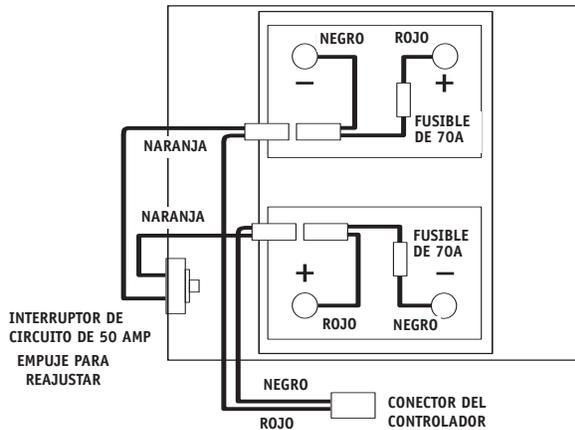 NEGRO
ROJO
−
+
FUSIBLE
DE 70A
NARANJA
NARANJA
FUSIBLE
DE 70A
+
−
ROJO
NEGRO
INTERRUPTOR DE
CIRCUITO DE 50 AMP
EMPUJE PARA
REAJUSTAR
NEGRO
ROJO
CONECTOR DEL
CONTROLADOR